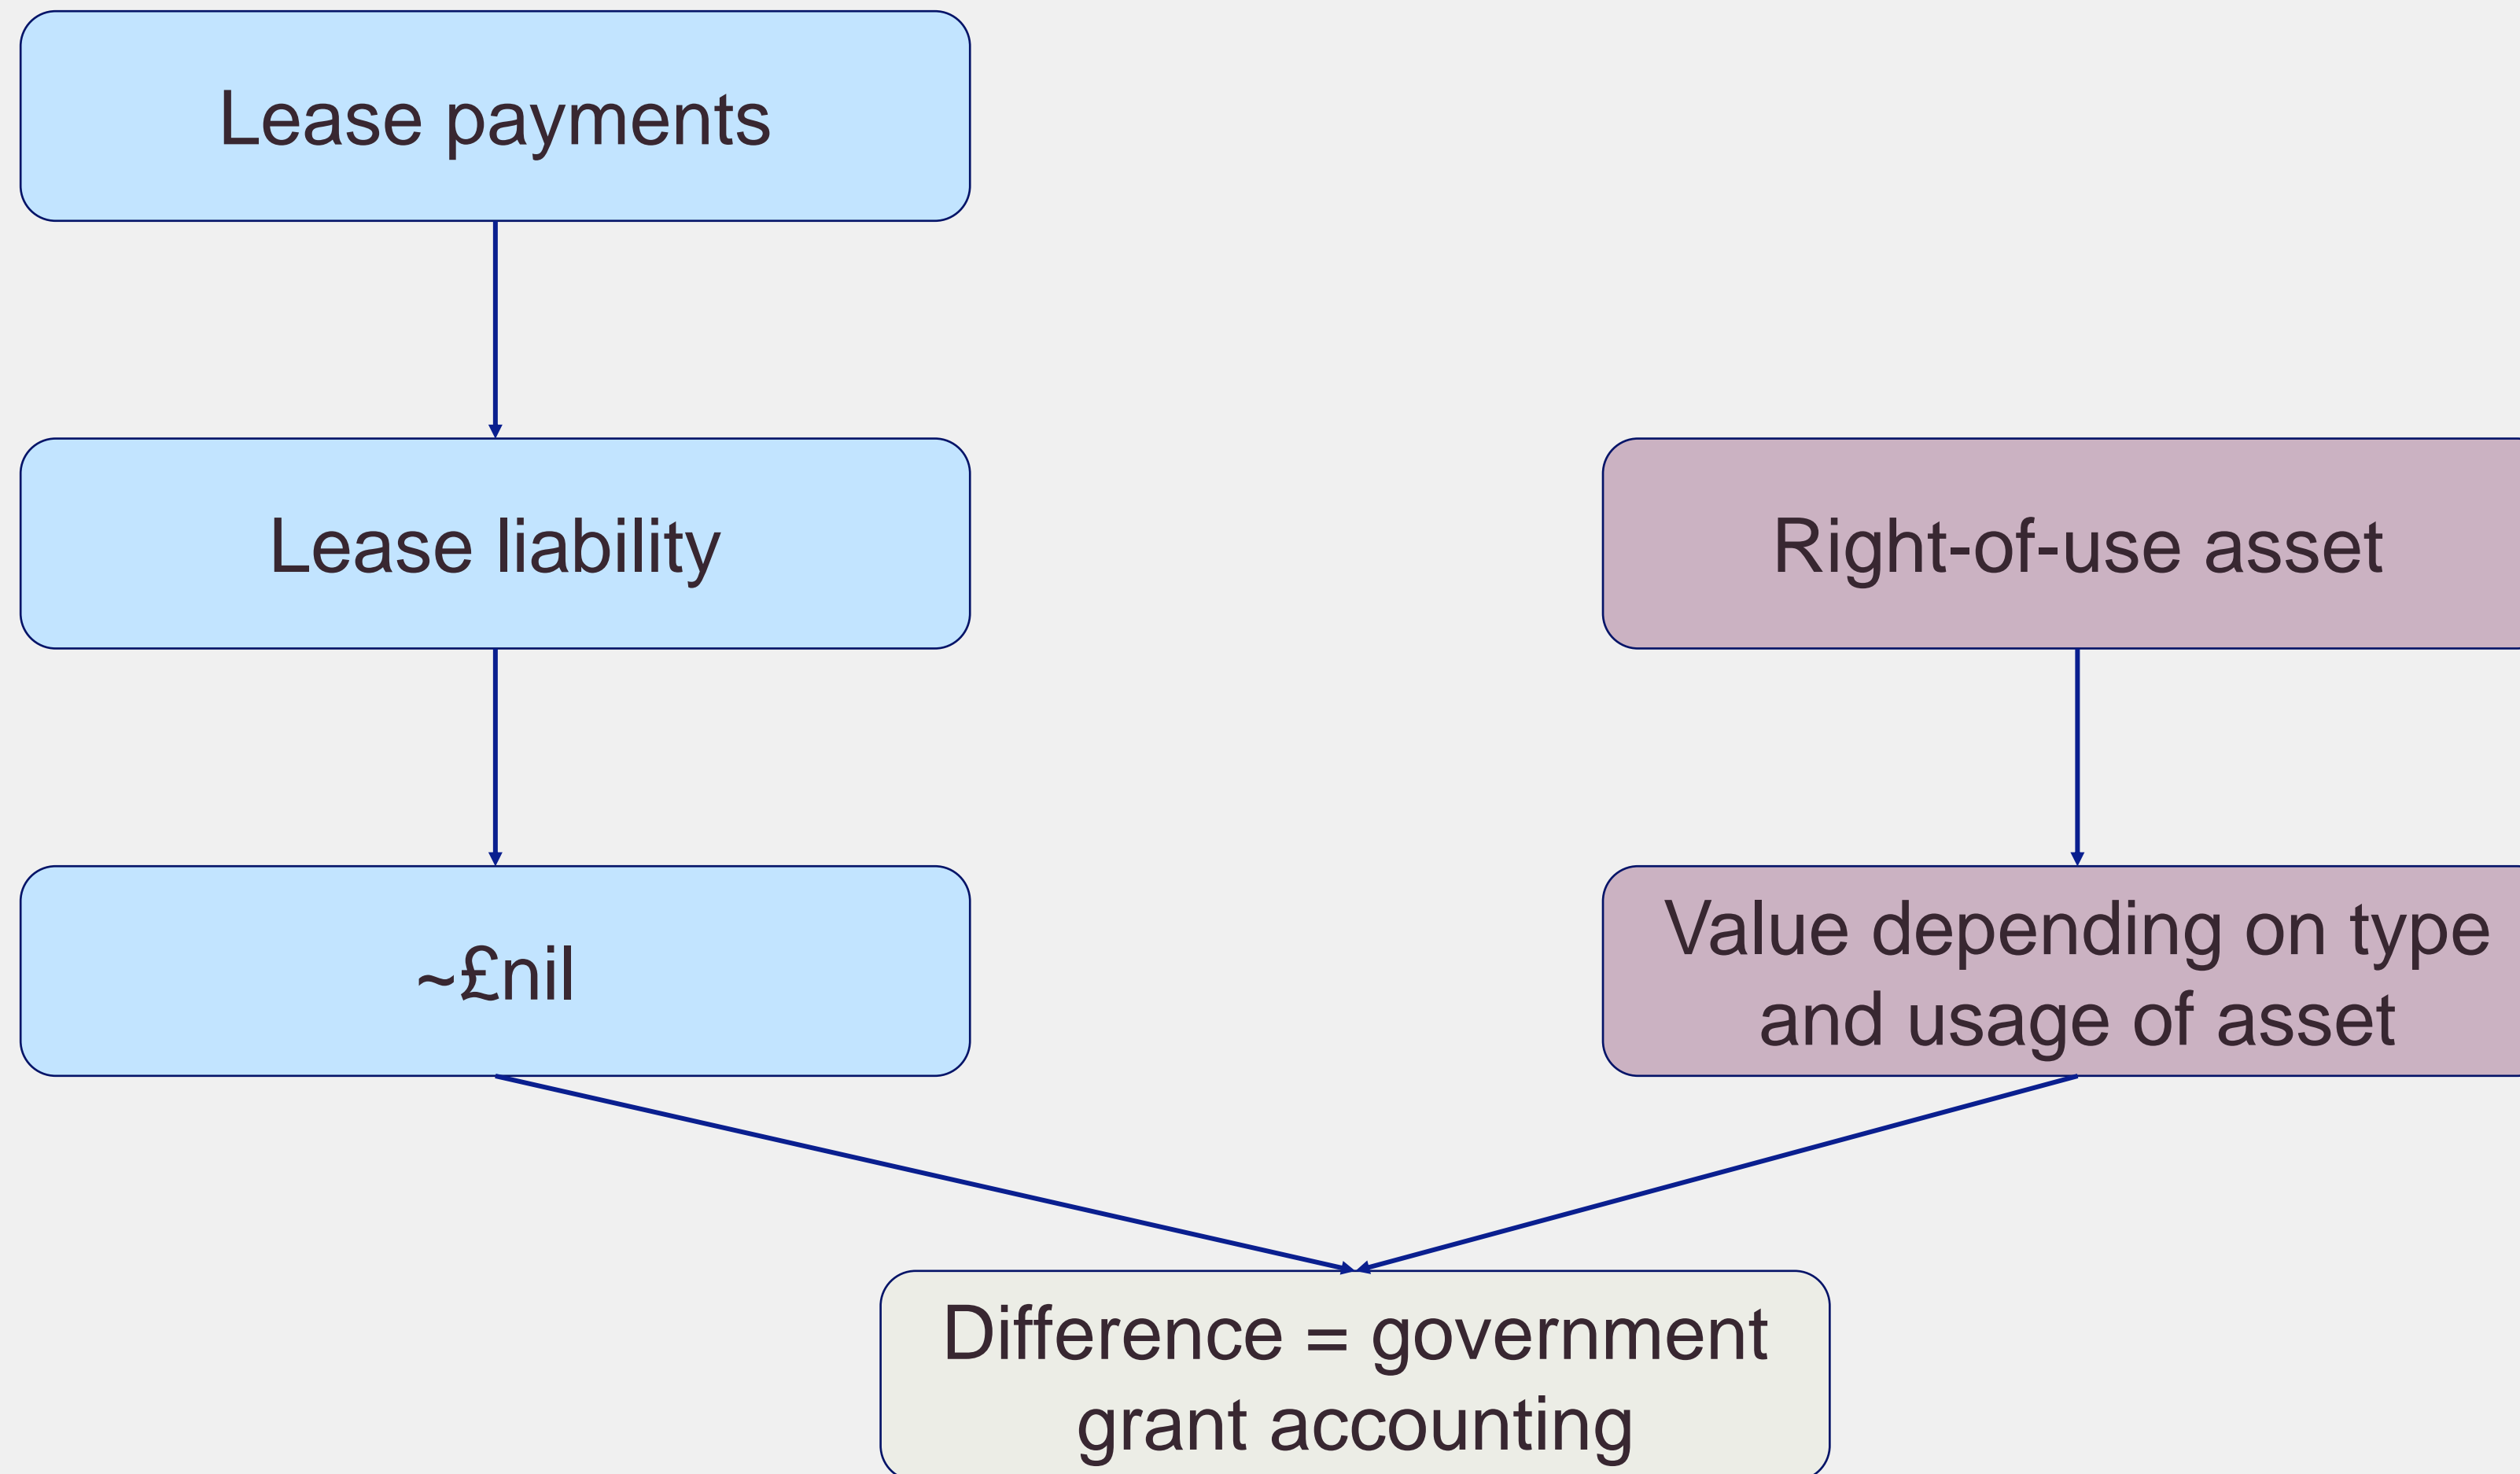 Lease payments
Lease liability
Right-of-use asset
~£nil
Value depending on type
and usage of asset
Difference = government
grant accounting